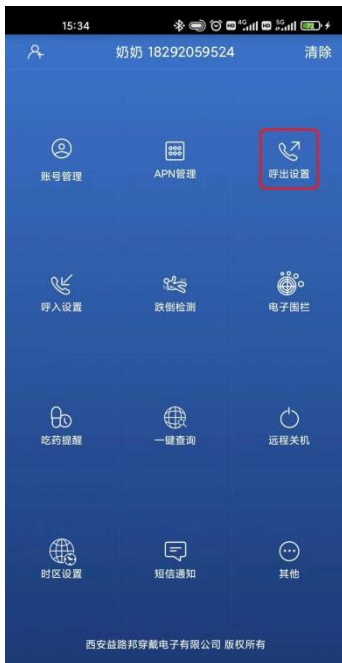 15:34
4G 5G
奶奶 18292059524 清除
账号管理 APN管理 呼出设置
呼入设置 跌倒检测 电子围栏
吃药提醒 一键查询 远程关机
时区设置 短信通知 其他
西安益路邦穿戴电子有限公司 版权所有